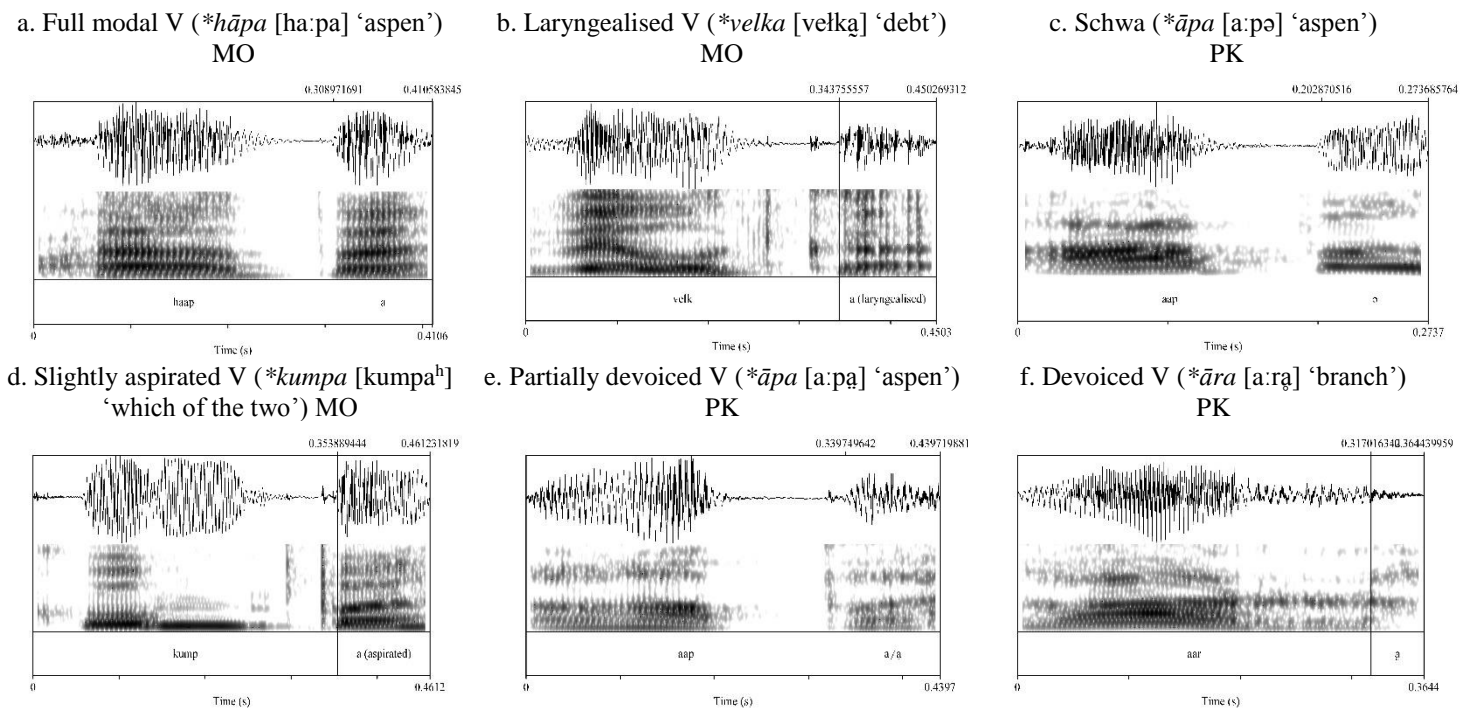 a. Full modal V (*hāpa [haːpa] ‘aspen’)
MO
0.308971691 0.410583845
haap a
0 0.4106
Time (s)
b. Laryngealised V (*velka [vełka̰] ‘debt’)
MO
0.343755557 0.450269312
velk a (laryngealised)
0 0.4503
Time (s)
c. Schwa (*āpa [aːpə] ‘aspen’)
PK
0.202870516 0.273685764
aap ə
0 0.2737
Time (s)
d. Slightly aspirated V (*kumpa [kumpaʰ]
‘which of the two’) MO
0.353889444 0.461231819
kump a (aspirated)
0 0.4612
Time (s)
e. Partially devoiced V (*āpa [aːpḁ] ‘aspen’)
PK
0.339749642 0.439719881
aap a/a
0 0.4397
Time (s)
f. Devoiced V (*āra [aːrḁ] ‘branch’)
PK
0.317016342 0.364439959
aar ḁ
0 0.3644
Time (s)